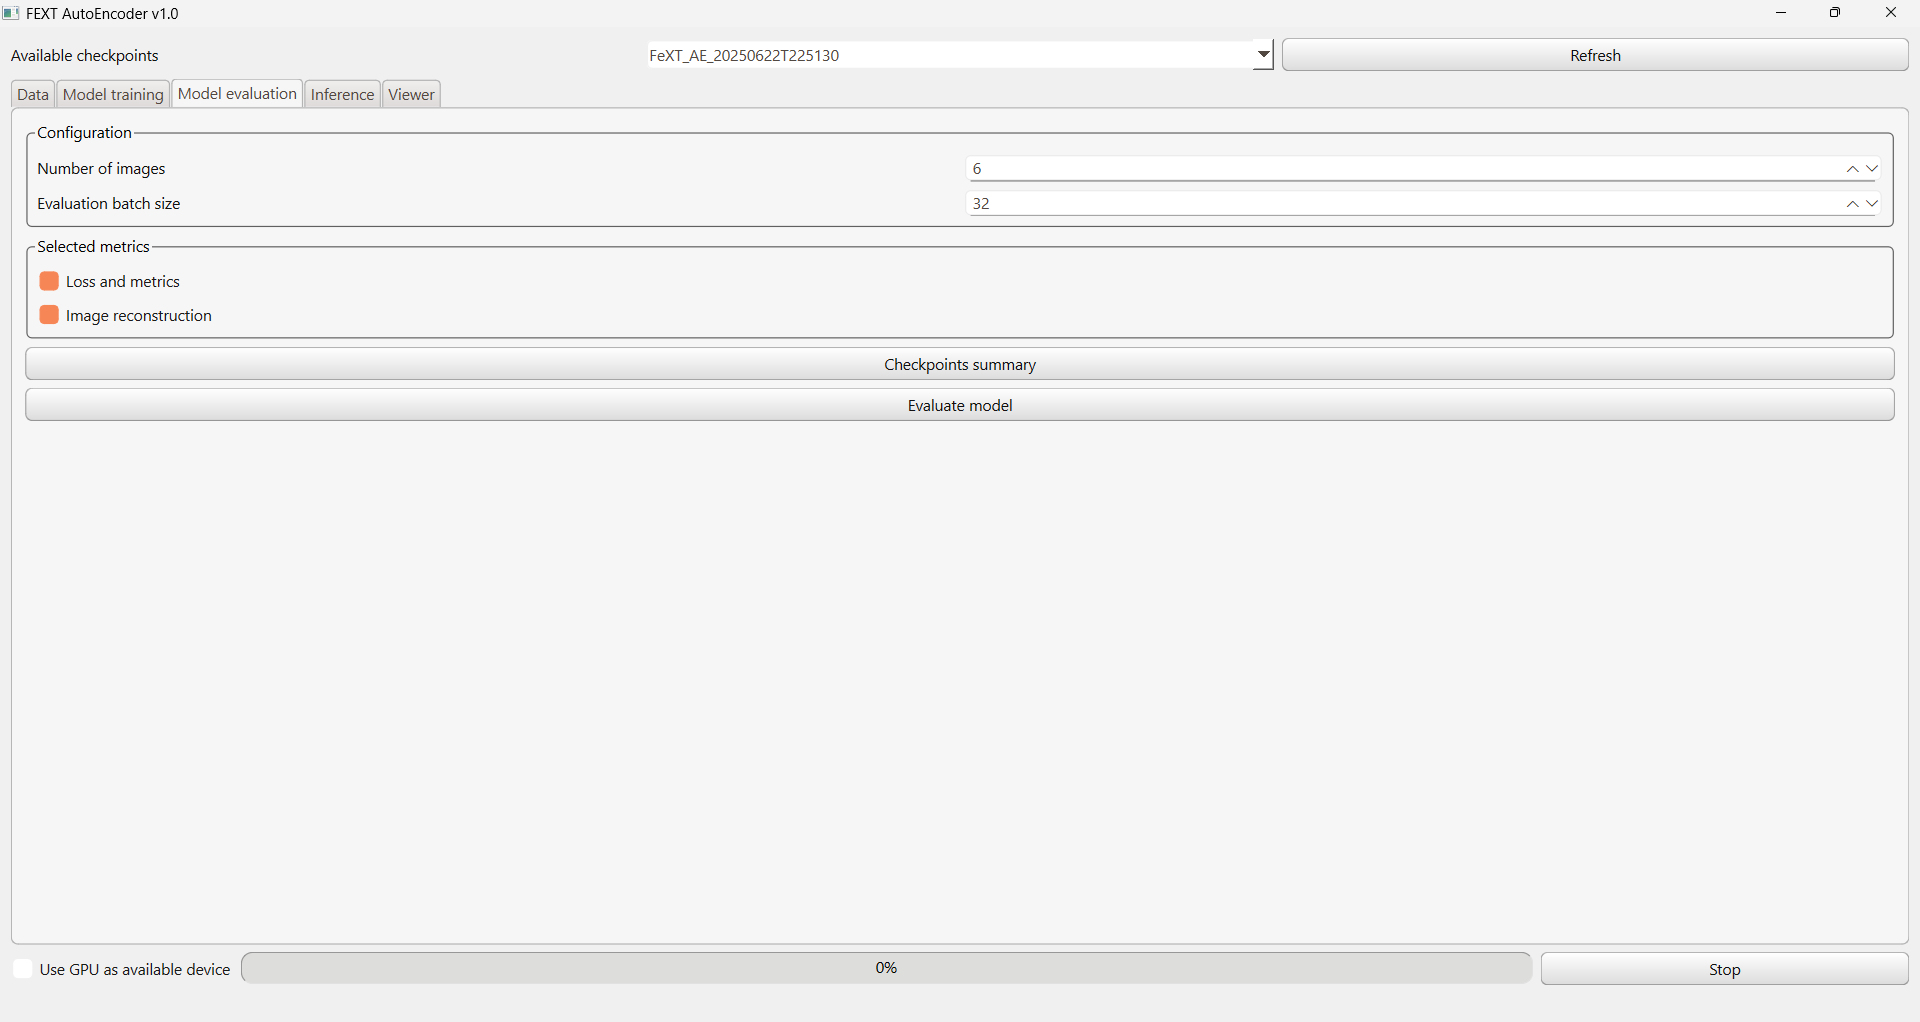 FEXT AutoEncoder v1.0
Available checkpoints FeXT_AE_20250622T225130 Refresh
Data Model training Model evaluation Inference Viewer
Configuration
Number of images 6
Evaluation batch size 32
Selected metrics
Loss and metrics
Image reconstruction
Checkpoints summary
Evaluate model
Use GPU as available device 0% Stop